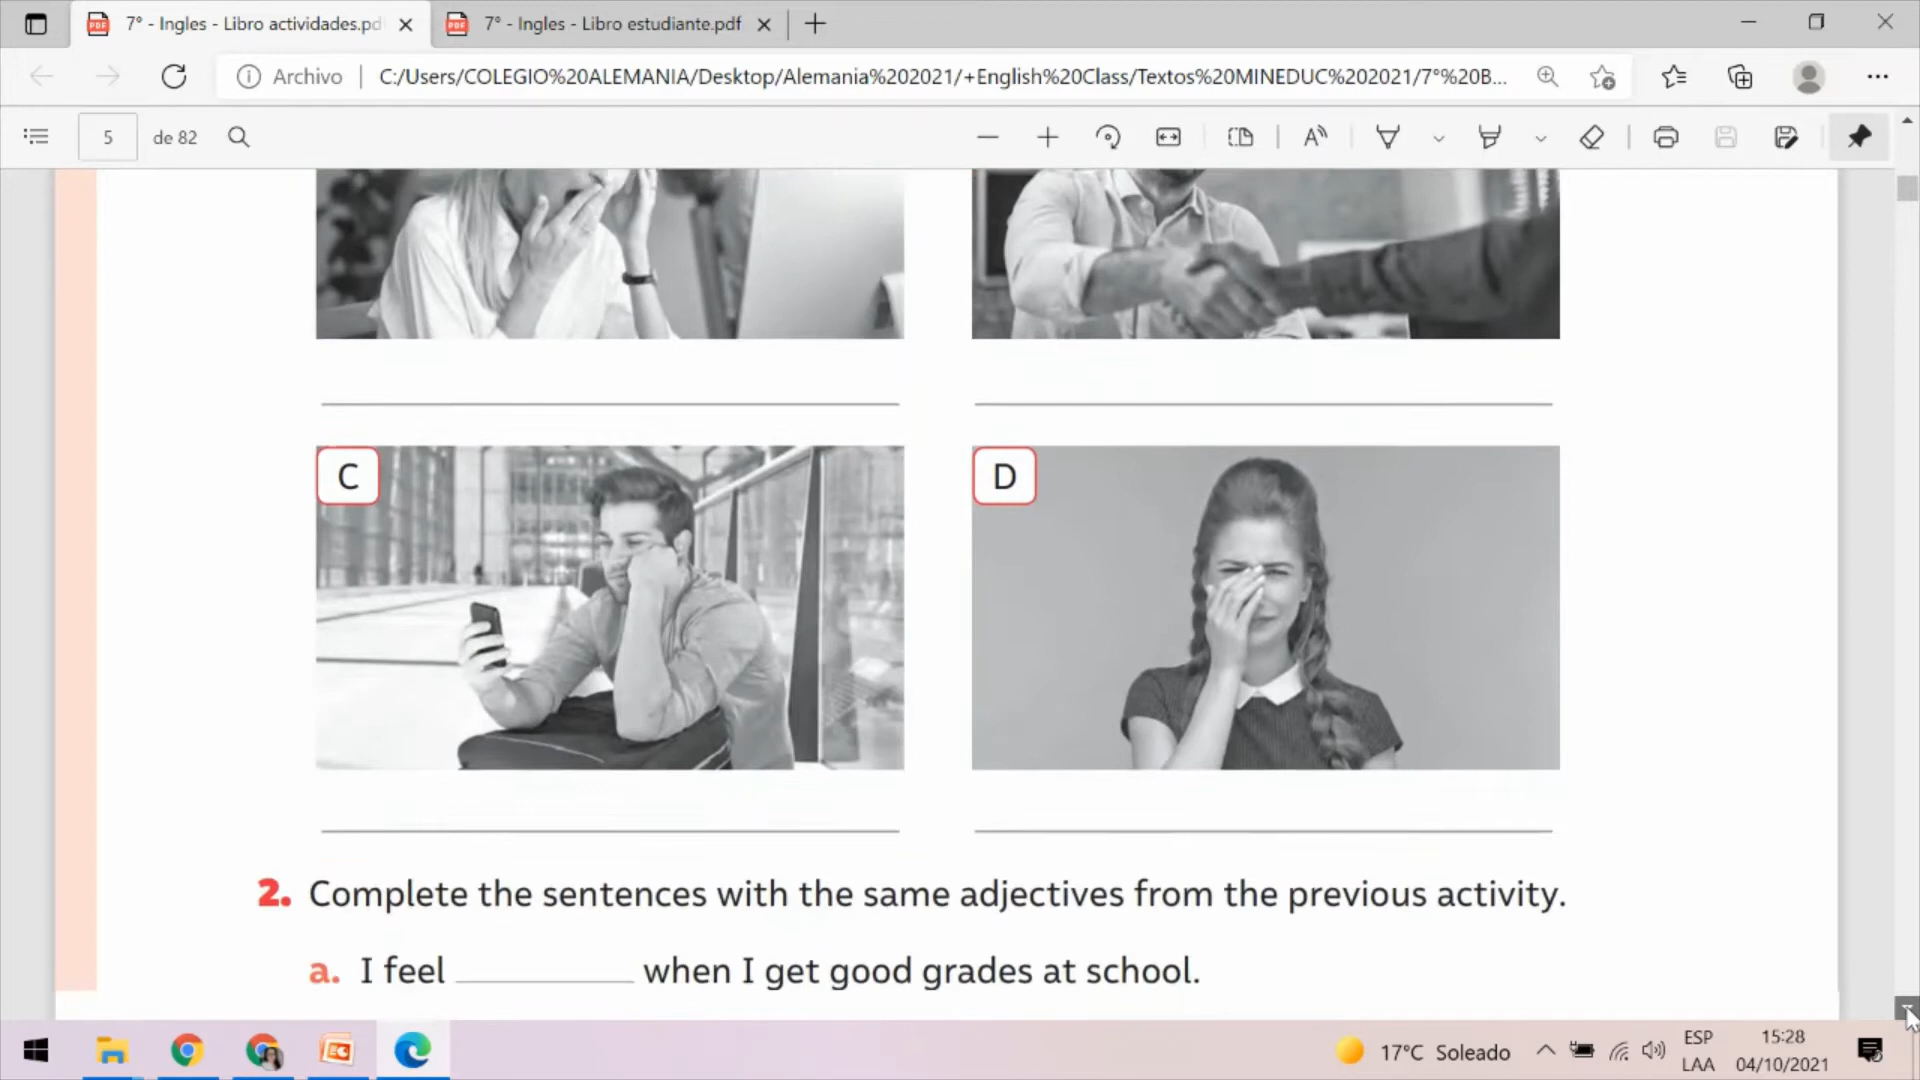 7° - Ingles - Libro actividades.pd
7° - Ingles - Libro estudiante.pdf
Archivo
C:/Users/COLEGIO%20ALEMANIA/Desktop/Alemania%202021/+English%20Class/Textos%20MINEDUC%202021/7°%20B...
5 de 82
C
D
2. Complete the sentences with the same adjectives from the previous activity.
a. I feel __________ when I get good grades at school.
17°C Soleado
ESP
LAA
15:28
04/10/2021